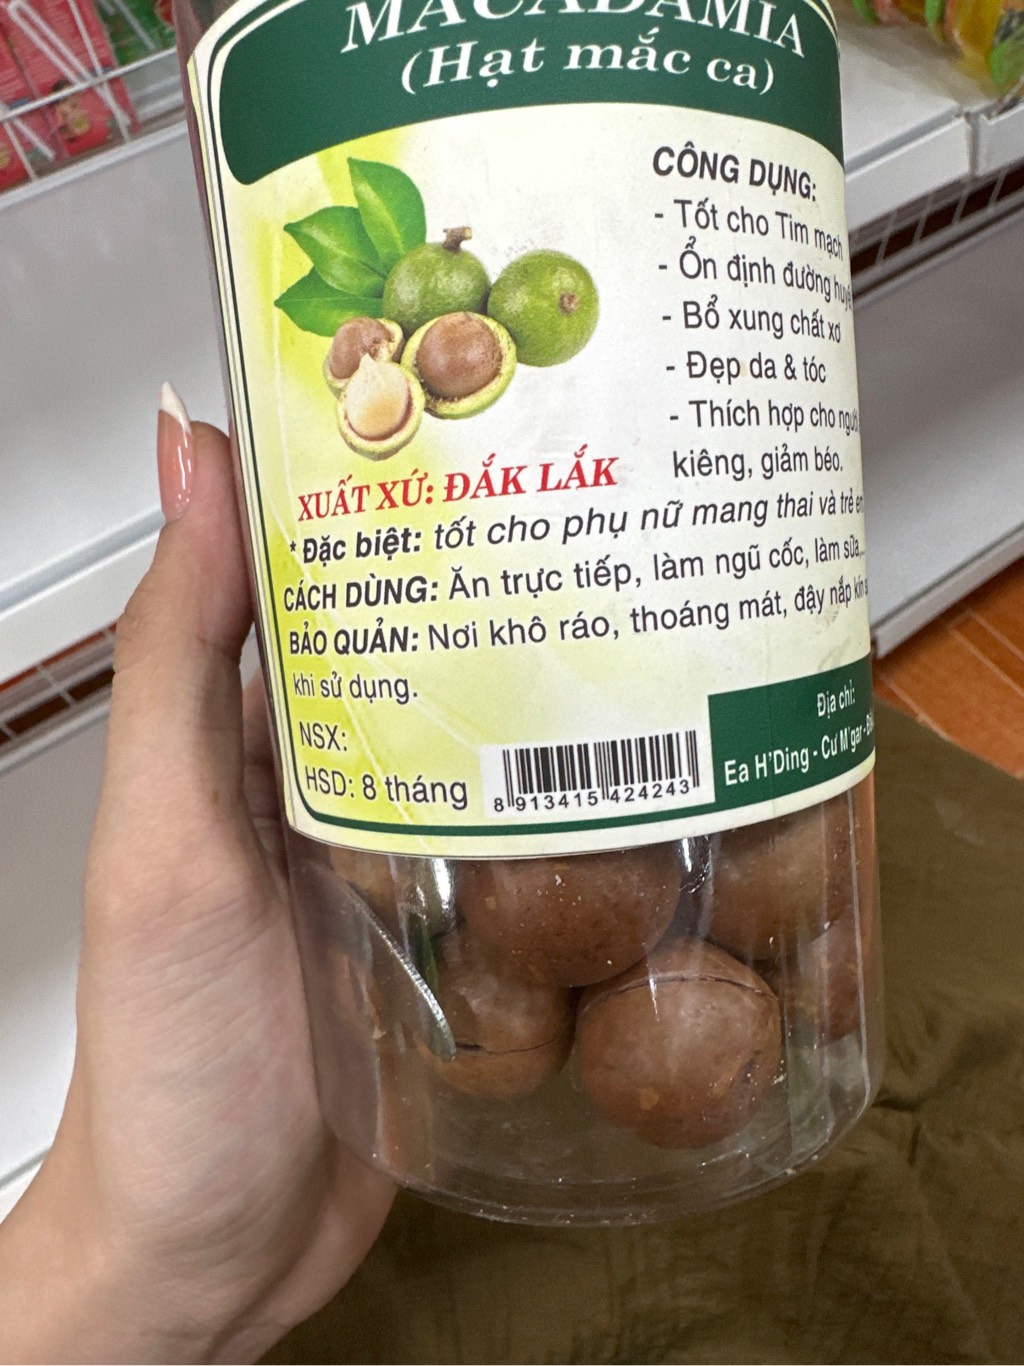 MACADAMIA
(Hạt mắc ca)
CÔNG DỤNG:
- Tốt cho Tim mạch
- Ổn định đường
- Bổ xung chất xơ
- Đẹp da & tóc
- Thích hợp cho người
kiêng, giảm béo.
XUẤT XỨ: ĐẮK LẮK
* Đặc biệt: tốt cho phụ nữ mang thai và trẻ
CÁCH DÙNG: Ăn trực tiếp, làm ngũ cốc, làm sữa,...
BẢO QUẢN: Nơi khô ráo, thoáng mát, đậy nắp kín
khi sử dụng.
NSX:
HSD: 8 tháng
8 913415 424243
Địa chỉ:
Ea H'Ding - Cư M'gar -